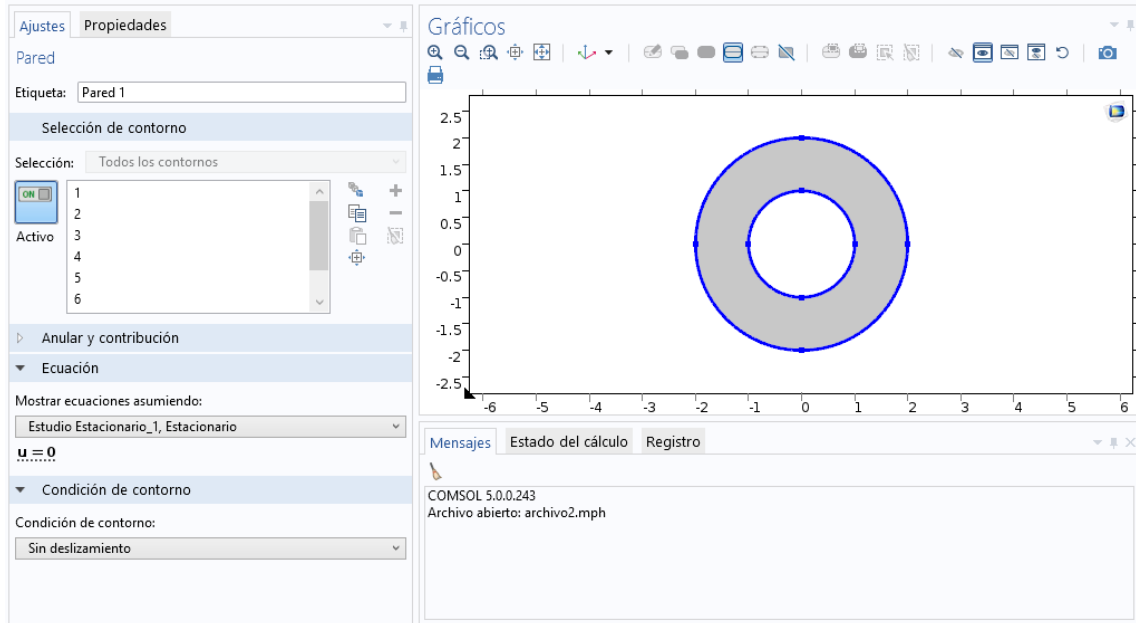 Ajustes Propiedades
Pared
Etiqueta: Pared 1
Selección de contorno
Selección: Todos los contornos
ON
Activo
1
2
3
4
5
6
Anular y contribución
Ecuación
Mostrar ecuaciones asumiendo:
Estudio Estacionario_1, Estacionario
u = 0
Condición de contorno
Condición de contorno:
Sin deslizamiento
Gráficos
2.5
2
1.5
1
0.5
0
-0.5
-1
-1.5
-2
-2.5
-6 -5 -4 -3 -2 -1 0 1 2 3 4 5 6
Mensajes Estado del cálculo Registro
COMSOL 5.0.0.243
Archivo abierto: archivo2.mph